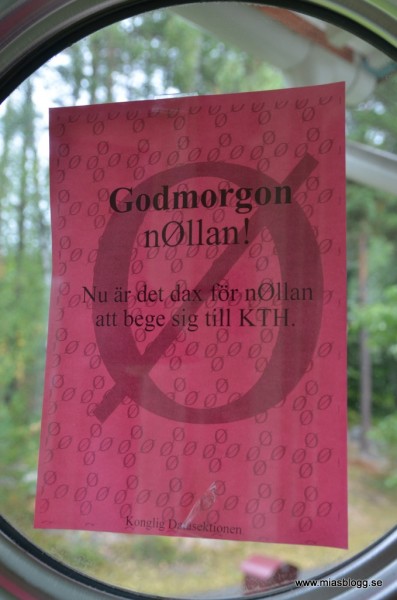 Godmorgon
nØllan!
Nu är det dax för nØllan
att bege sig till KTH.
Konglig Datasektionen
www.miasblogg.se